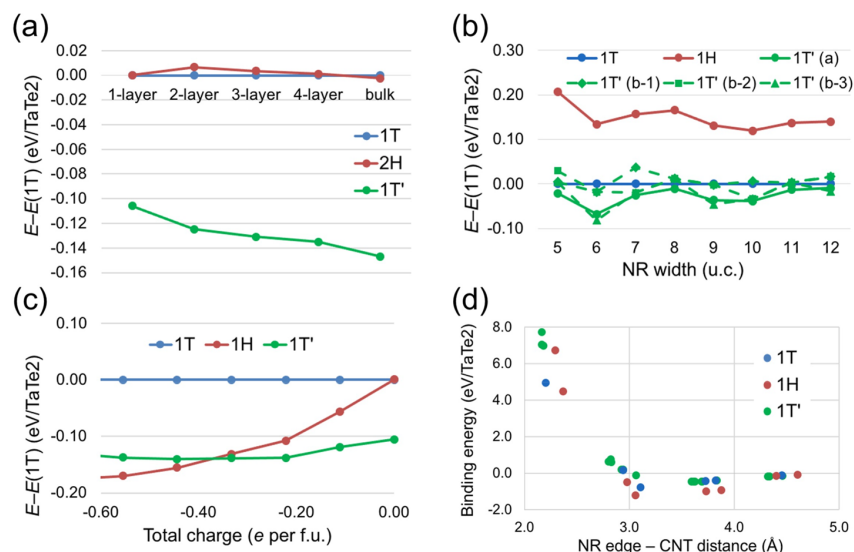 (a)
E–E(1T) (eV/TaTe2)
0.02
0.00
-0.02
-0.04
-0.06
-0.08
-0.10
-0.12
-0.14
-0.16
1-layer 2-layer 3-layer 4-layer bulk
1T
2H
1T'
(b)
E–E(1T) (eV/TaTe2)
0.30
0.20
0.10
0.00
-0.10
1T 1H 1T' (a)
1T' (b-1) 1T' (b-2) 1T' (b-3)
5 6 7 8 9 10 11 12
NR width (u.c.)
(c)
E–E(1T) (eV/TaTe2)
0.10
0.00
-0.10
-0.20
1T 1H 1T'
-0.60 -0.40 -0.20 0.00
Total charge (e per f.u.)
(d)
Binding energy (eV/TaTe2)
8.0
6.0
4.0
2.0
0.0
-2.0
1T
1H
1T'
2.0 3.0 4.0 5.0
NR edge – CNT distance (Å)